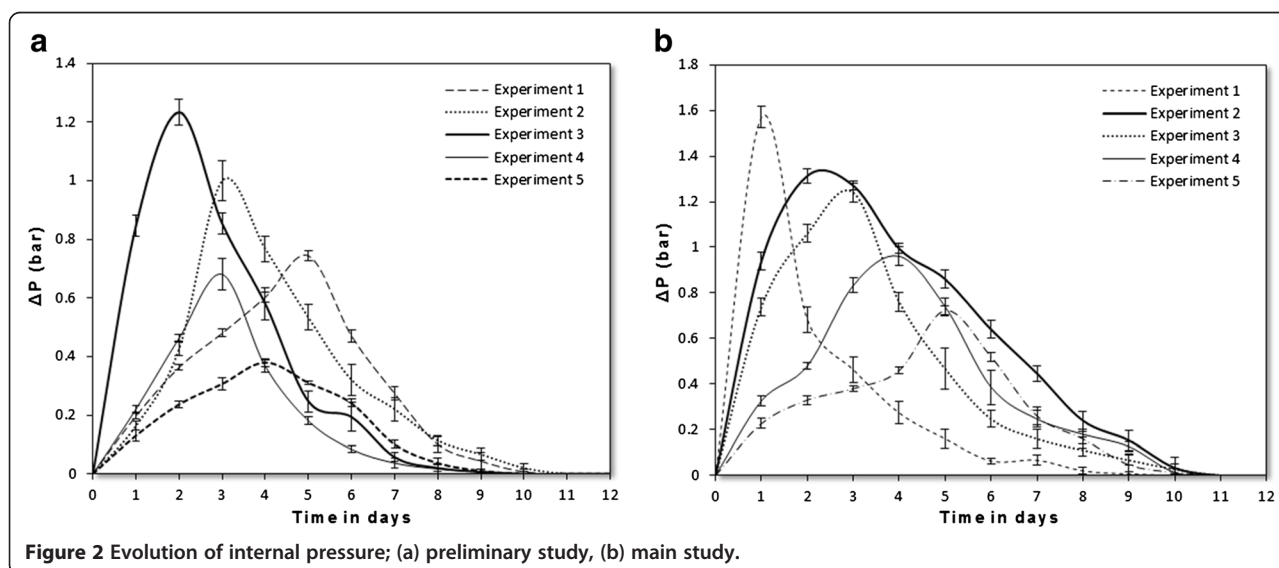 a
1.4
1.2
1
0.8
0.6
0.4
0.2
0
ΔP (bar)
0 1 2 3 4 5 6 7 8 9 10 11 12
Time in days
Experiment 1
Experiment 2
Experiment 3
Experiment 4
Experiment 5
b
1.8
1.6
1.4
1.2
1
0.8
0.6
0.4
0.2
0
ΔP (bar)
0 1 2 3 4 5 6 7 8 9 10 11 12
Time in days
Experiment 1
Experiment 2
Experiment 3
Experiment 4
Experiment 5
Figure 2 Evolution of internal pressure; (a) preliminary study, (b) main study.